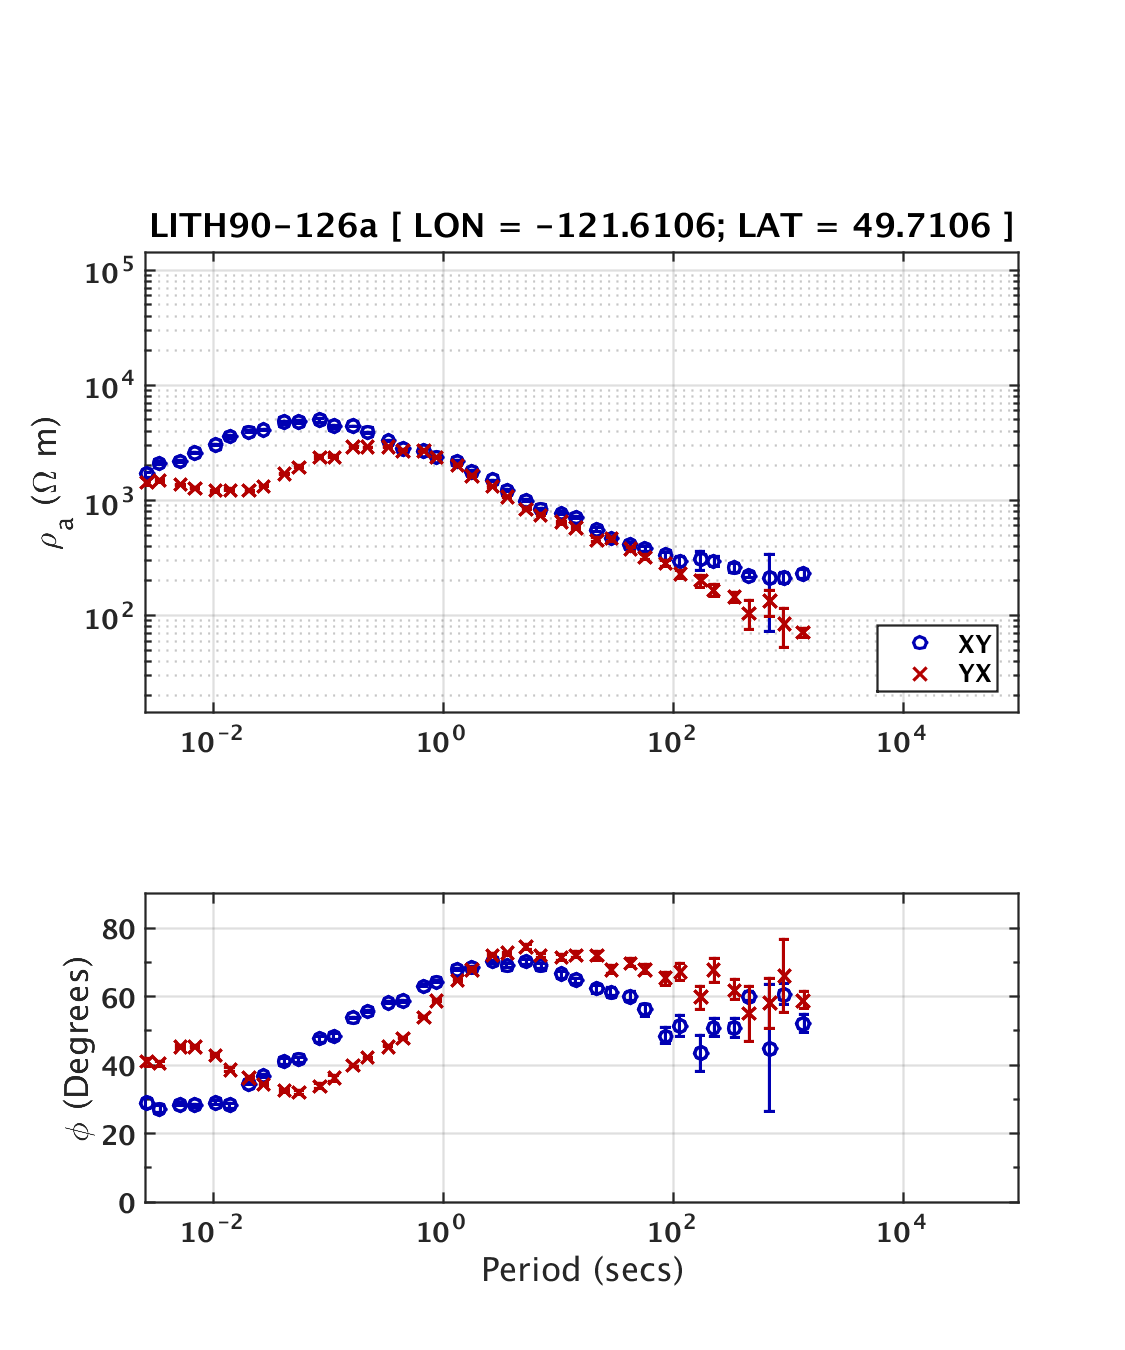 LITH90-126a [ LON = -121.6106; LAT = 49.7106 ]
10^5
10^4
10^3
10^2
ρ_a (Ω m)
XY
YX
10^-2 10^0 10^2 10^4
80
60
40
20
0
ϕ (Degrees)
10^-2 10^0 10^2 10^4
Period (secs)